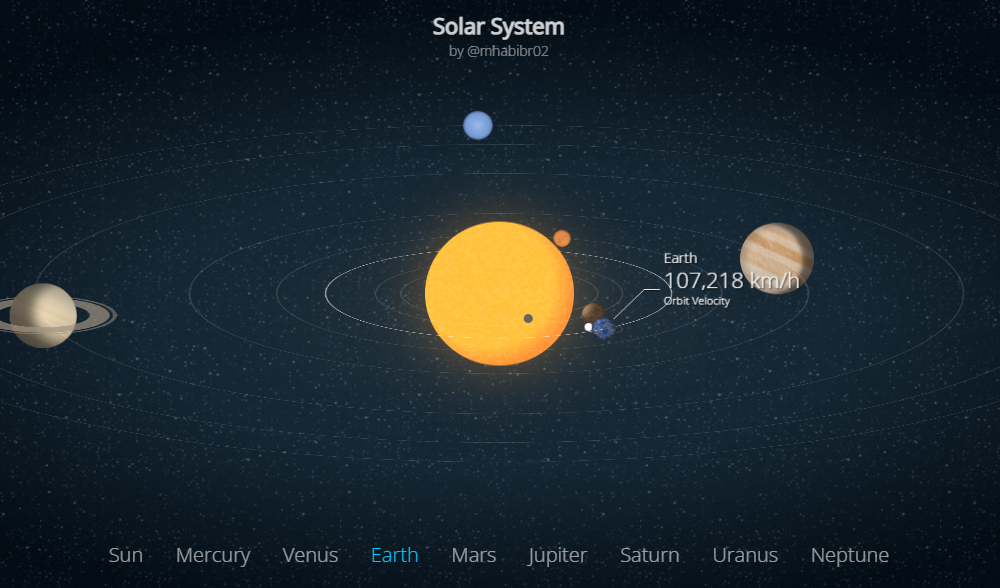 Solar System
by @mhabibr02
Earth
107,218 km/h
Orbit Velocity
Sun Mercury Venus Earth Mars Jupiter Saturn Uranus Neptune